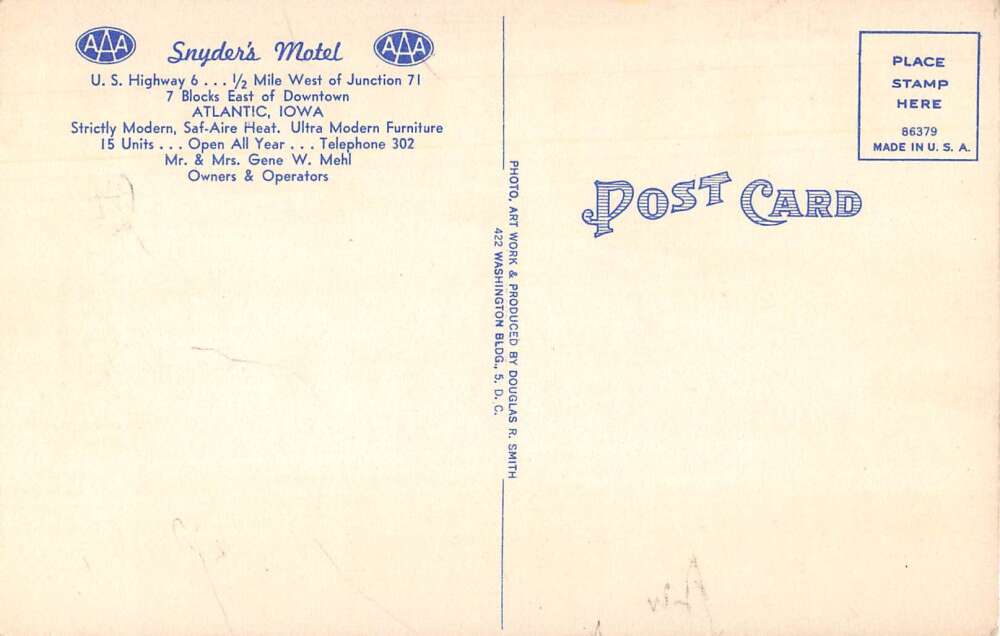 AAA Snyder's Motel AAA
U. S. Highway 6 . . . 1/2 Mile West of Junction 71
7 Blocks East of Downtown
ATLANTIC, IOWA
Strictly Modern, Saf-Aire Heat. Ultra Modern Furniture
15 Units . . . Open All Year . . . Telephone 302
Mr. & Mrs. Gene W. Mehl
Owners & Operators
PHOTO, ART WORK & PRODUCED BY DOUGLAS R. SMITH
422 WASHINGTON BLDG., 5, D. C.
POST CARD
PLACE
STAMP
HERE
86379
MADE IN U. S. A.